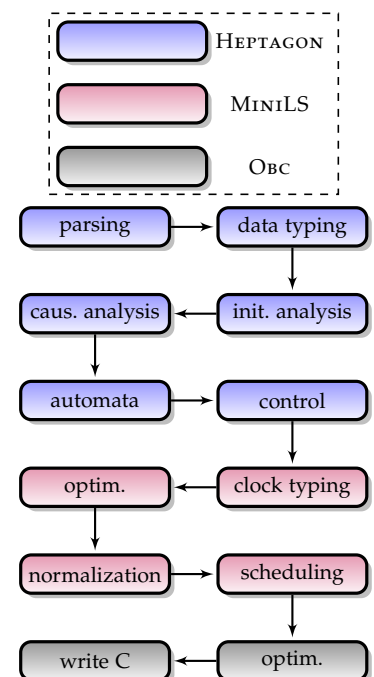 HEPTAGON
MINILS
OBC
parsing
data typing
caus. analysis
init. analysis
automata
control
optim.
clock typing
normalization
scheduling
write C
optim.